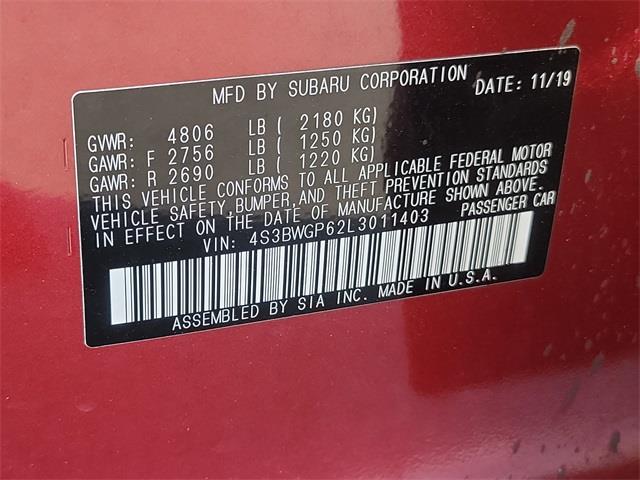 MFD BY SUBARU CORPORATION DATE: 11/19
GVWR: 4806 LB ( 2180 KG)
GAWR: F 2756 LB ( 1250 KG)
GAWR: R 2690 LB ( 1220 KG)
THIS VEHICLE CONFORMS TO ALL APPLICABLE FEDERAL MOTOR
VEHICLE SAFETY,BUMPER,AND THEFT PREVENTION STANDARDS
IN EFFECT ON THE DATE OF MANUFACTURE SHOWN ABOVE.
VIN: 4S3BWGP62L3011403 PASSENGER CAR
ASSEMBLED BY SIA INC. MADE IN U.S.A.